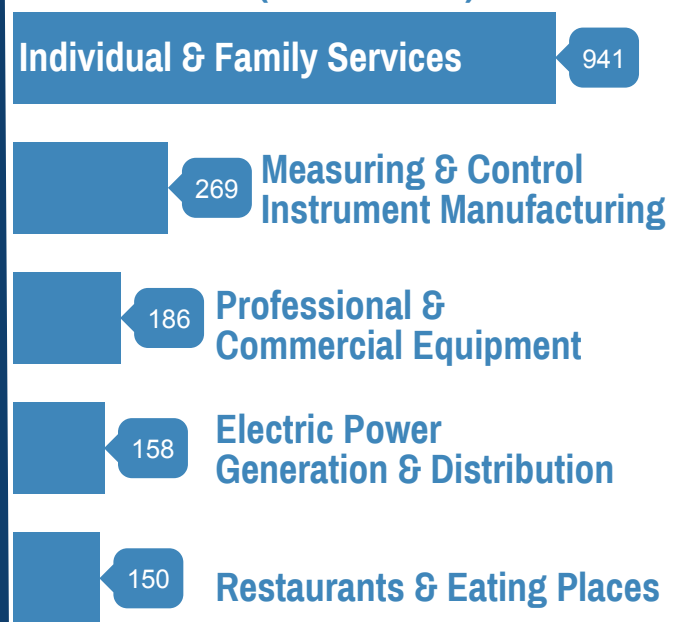 Individual & Family Services
941
269
Measuring & Control
Instrument Manufacturing
186
Professional &
Commercial Equipment
158
Electric Power
Generation & Distribution
150
Restaurants & Eating Places